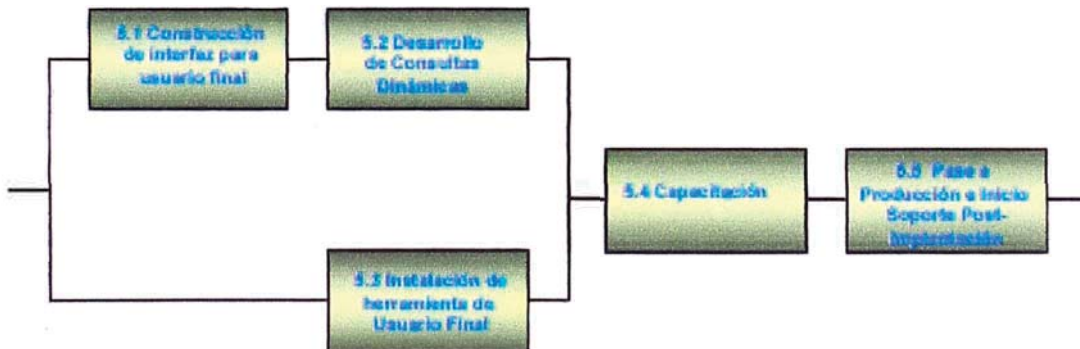 5.1 Construcción
de interfaz para
usuario final
5.2 Desarrollo
de Consultas
Dinámicas
5.3 Instalación de
herramienta de
Usuario Final
5.4 Capacitación
5.5 Pase a
Producción e Inicio
Soporte Post-
Implantación